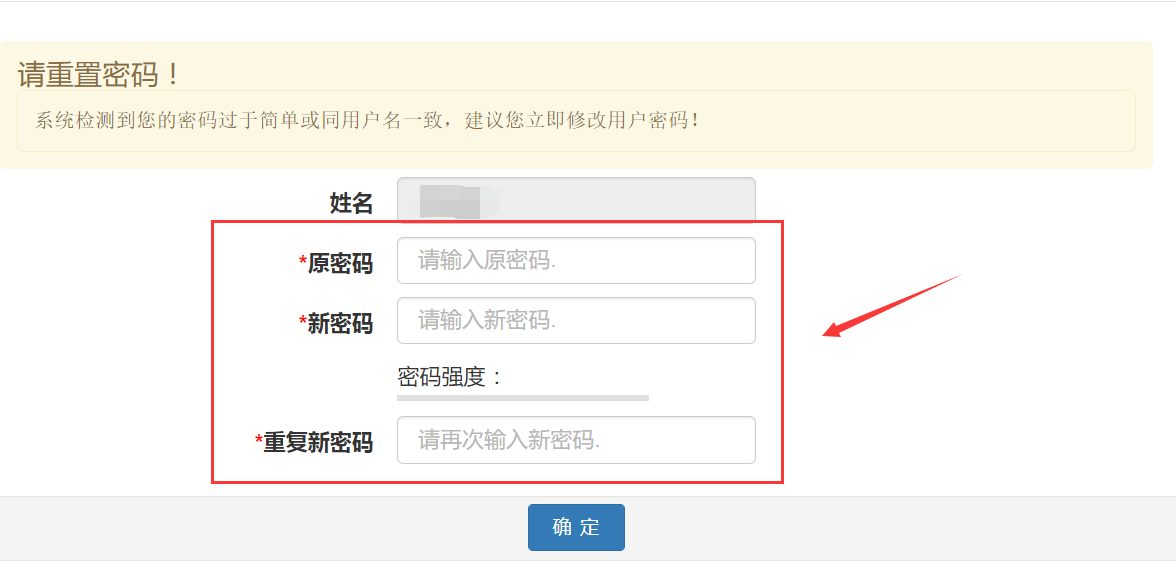 请重置密码！
系统检测到您的密码过于简单或同用户名一致，建议您立即修改用户密码！
姓名
*原密码 请输入原密码.
*新密码 请输入新密码.
密码强度：
*重复新密码 请再次输入新密码.
确 定